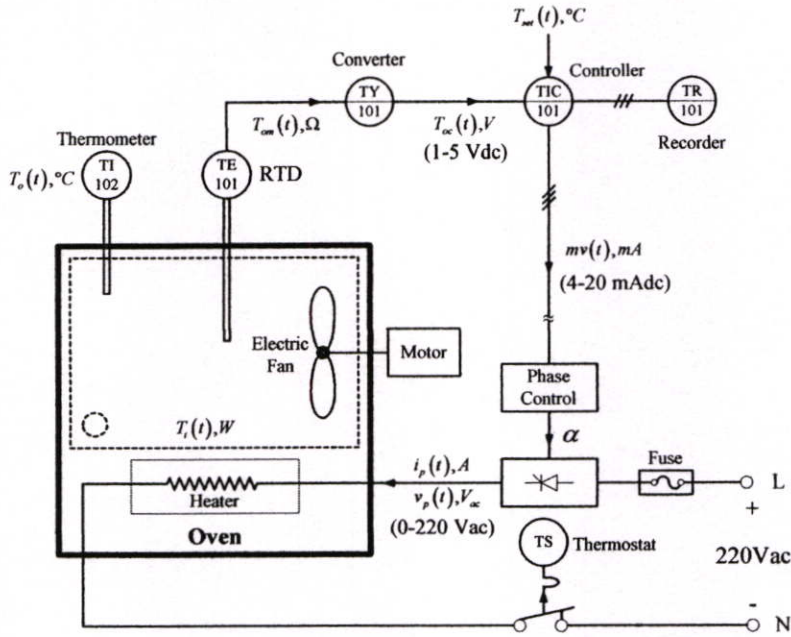 T_set(t),°C
Converter
Controller
TY
101
TIC
101
TR
101
Recorder
T_om(t),Ω
T_oc(t),V
(1-5 Vdc)
Thermometer
TI
102
T_o(t),°C
TE
101
RTD
mv(t),mA
(4-20 mAdc)
Electric
Fan
Motor
Phase
Control
α
T_i(t),W
Heater
Oven
i_p(t),A
v_p(t),V_ac
(0-220 Vac)
Fuse
L
+
TS
Thermostat
220Vac
-
N